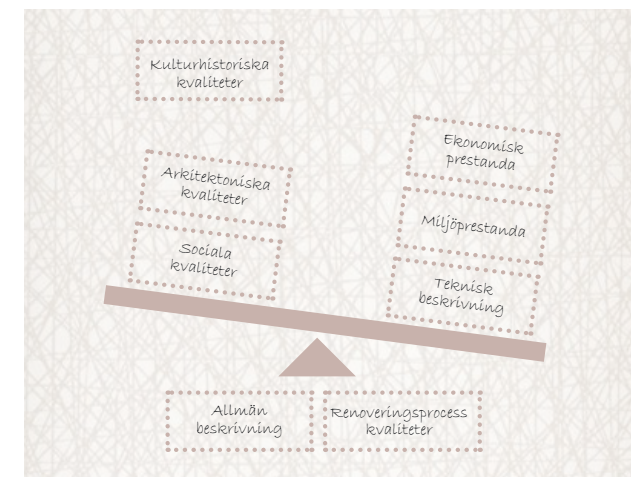 Kulturhistoriska
kvaliteter
Arkitektoniska
kvaliteter
Sociala
kvaliteter
Ekonomisk
prestanda
Miljöprestanda
Teknisk
beskrivning
Allmän
beskrivning
Renoveringsprocess
kvaliteter